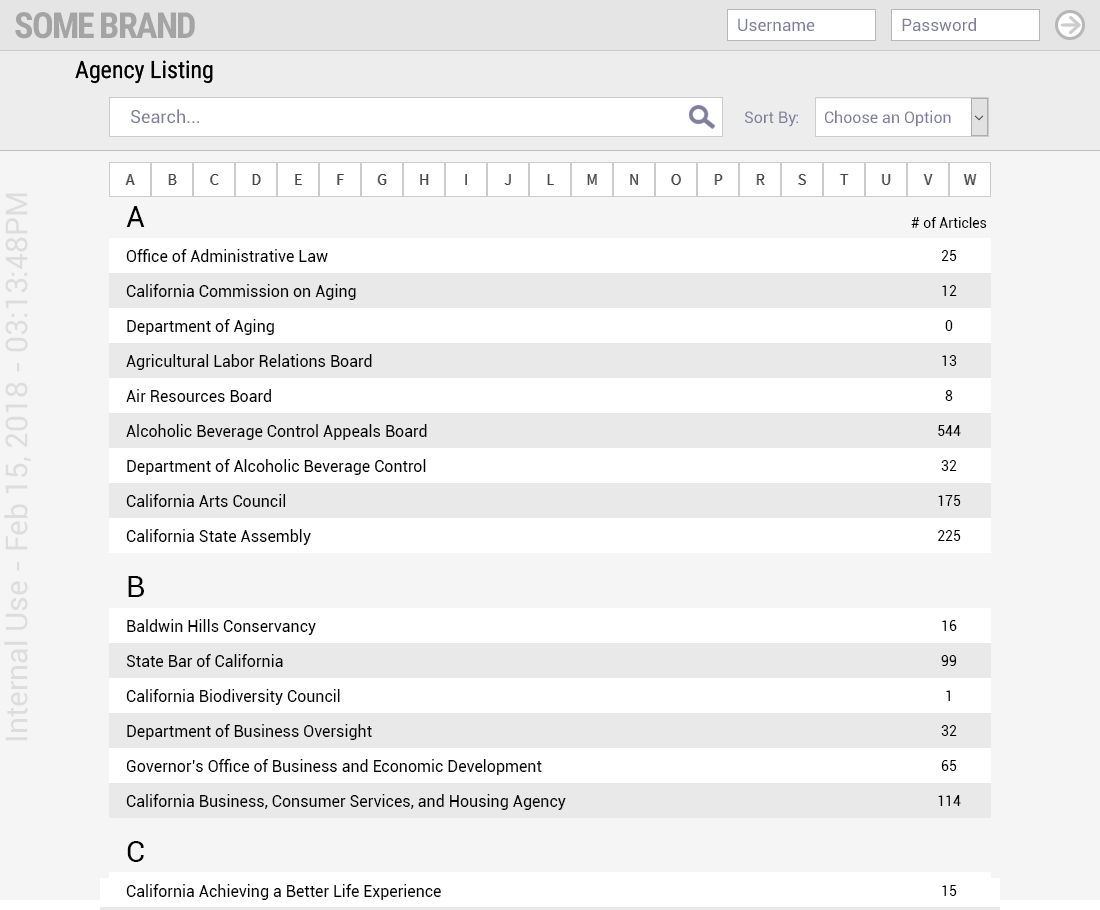 SOME BRAND
Username
Password
Agency Listing
Search...
Sort By:
Choose an Option
A B C D E F G H I J L M N O P R S T U V W
A
# of Articles
Office of Administrative Law 25
California Commission on Aging 12
Department of Aging 0
Agricultural Labor Relations Board 13
Air Resources Board 8
Alcoholic Beverage Control Appeals Board 544
Department of Alcoholic Beverage Control 32
California Arts Council 175
California State Assembly 225
B
Baldwin Hills Conservancy 16
State Bar of California 99
California Biodiversity Council 1
Department of Business Oversight 32
Governor's Office of Business and Economic Development 65
California Business, Consumer Services, and Housing Agency 114
C
California Achieving a Better Life Experience 15
Internal Use - Feb 15, 2018 - 03:13:48PM